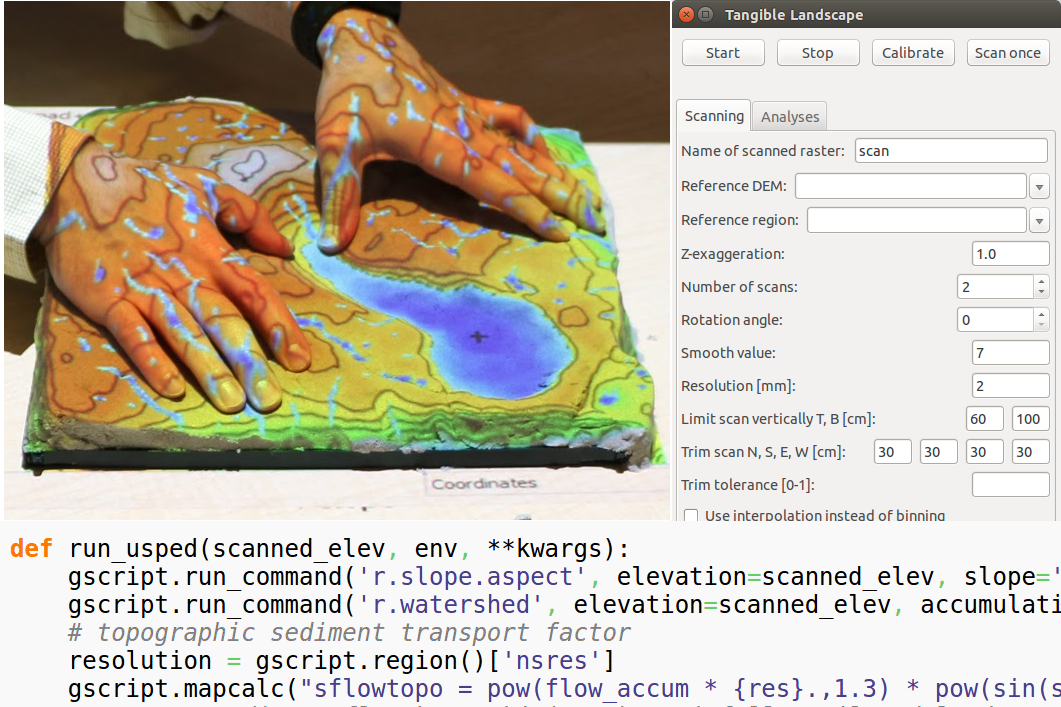 Coordinates
Tangible Landscape
Start Stop Calibrate Scan once
Scanning Analyses
Name of scanned raster: scan
Reference DEM:
Reference region:
Z-exaggeration: 1.0
Number of scans: 2
Rotation angle: 0
Smooth value: 7
Resolution [mm]: 2
Limit scan vertically T, B [cm]: 60 100
Trim scan N, S, E, W [cm]: 30 30 30 30
Trim tolerance [0-1]:
Use interpolation instead of binning
def run_usped(scanned_elev, env, **kwargs):
gscript.run_command('r.slope.aspect', elevation=scanned_elev, slope='
gscript.run_command('r.watershed', elevation=scanned_elev, accumulati
# topographic sediment transport factor
resolution = gscript.region()['nsres']
gscript.mapcalc("sflowtopo = pow(flow_accum * {res}.,1.3) * pow(sin(s